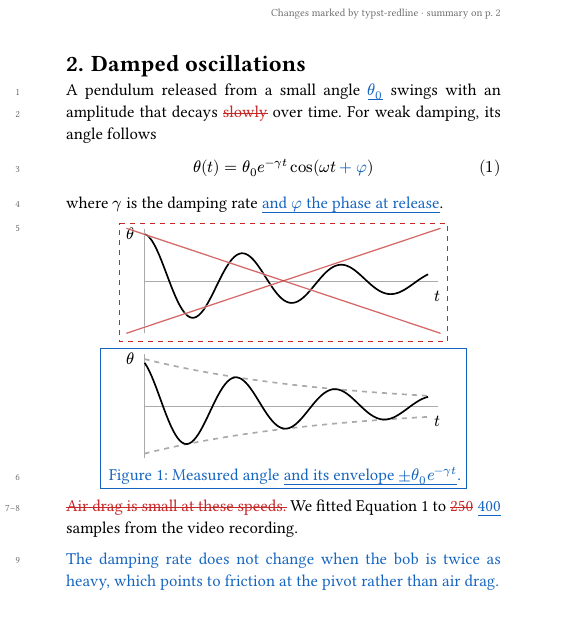 Changes marked by typst-redline · summary on p. 2
2. Damped oscillations
1 A pendulum released from a small angle θ₀ swings with an
2 amplitude that decays slowly over time. For weak damping, its
angle follows
3 θ(t) = θ₀e^{−γt} cos(ωt + φ) (1)
4 where γ is the damping rate and φ the phase at release.
5
θ
t
θ
t
6 Figure 1: Measured angle and its envelope ±θ₀e^{−γt}.
7–8 Air drag is small at these speeds. We fitted Equation 1 to 250 400
samples from the video recording.
9 The damping rate does not change when the bob is twice as
heavy, which points to friction at the pivot rather than air drag.